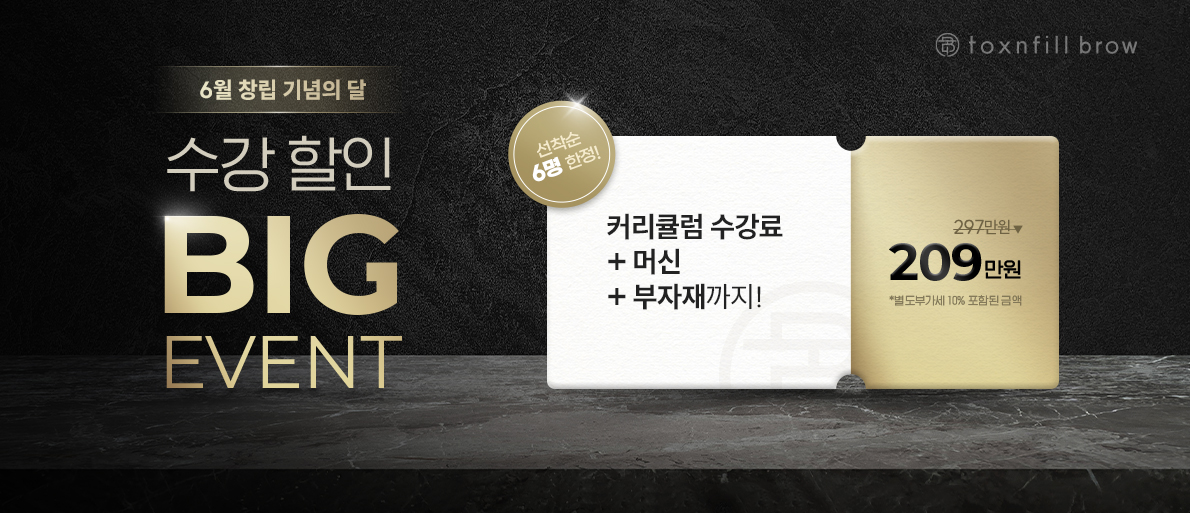 toxnfill brow
6월 창립 기념의 달
수강 할인
BIG
EVENT
선착순
6명 한정!
커리큘럼 수강료
+ 머신
+ 부자재까지!
297만원▼
209만원
*별도부가세 10% 포함된 금액